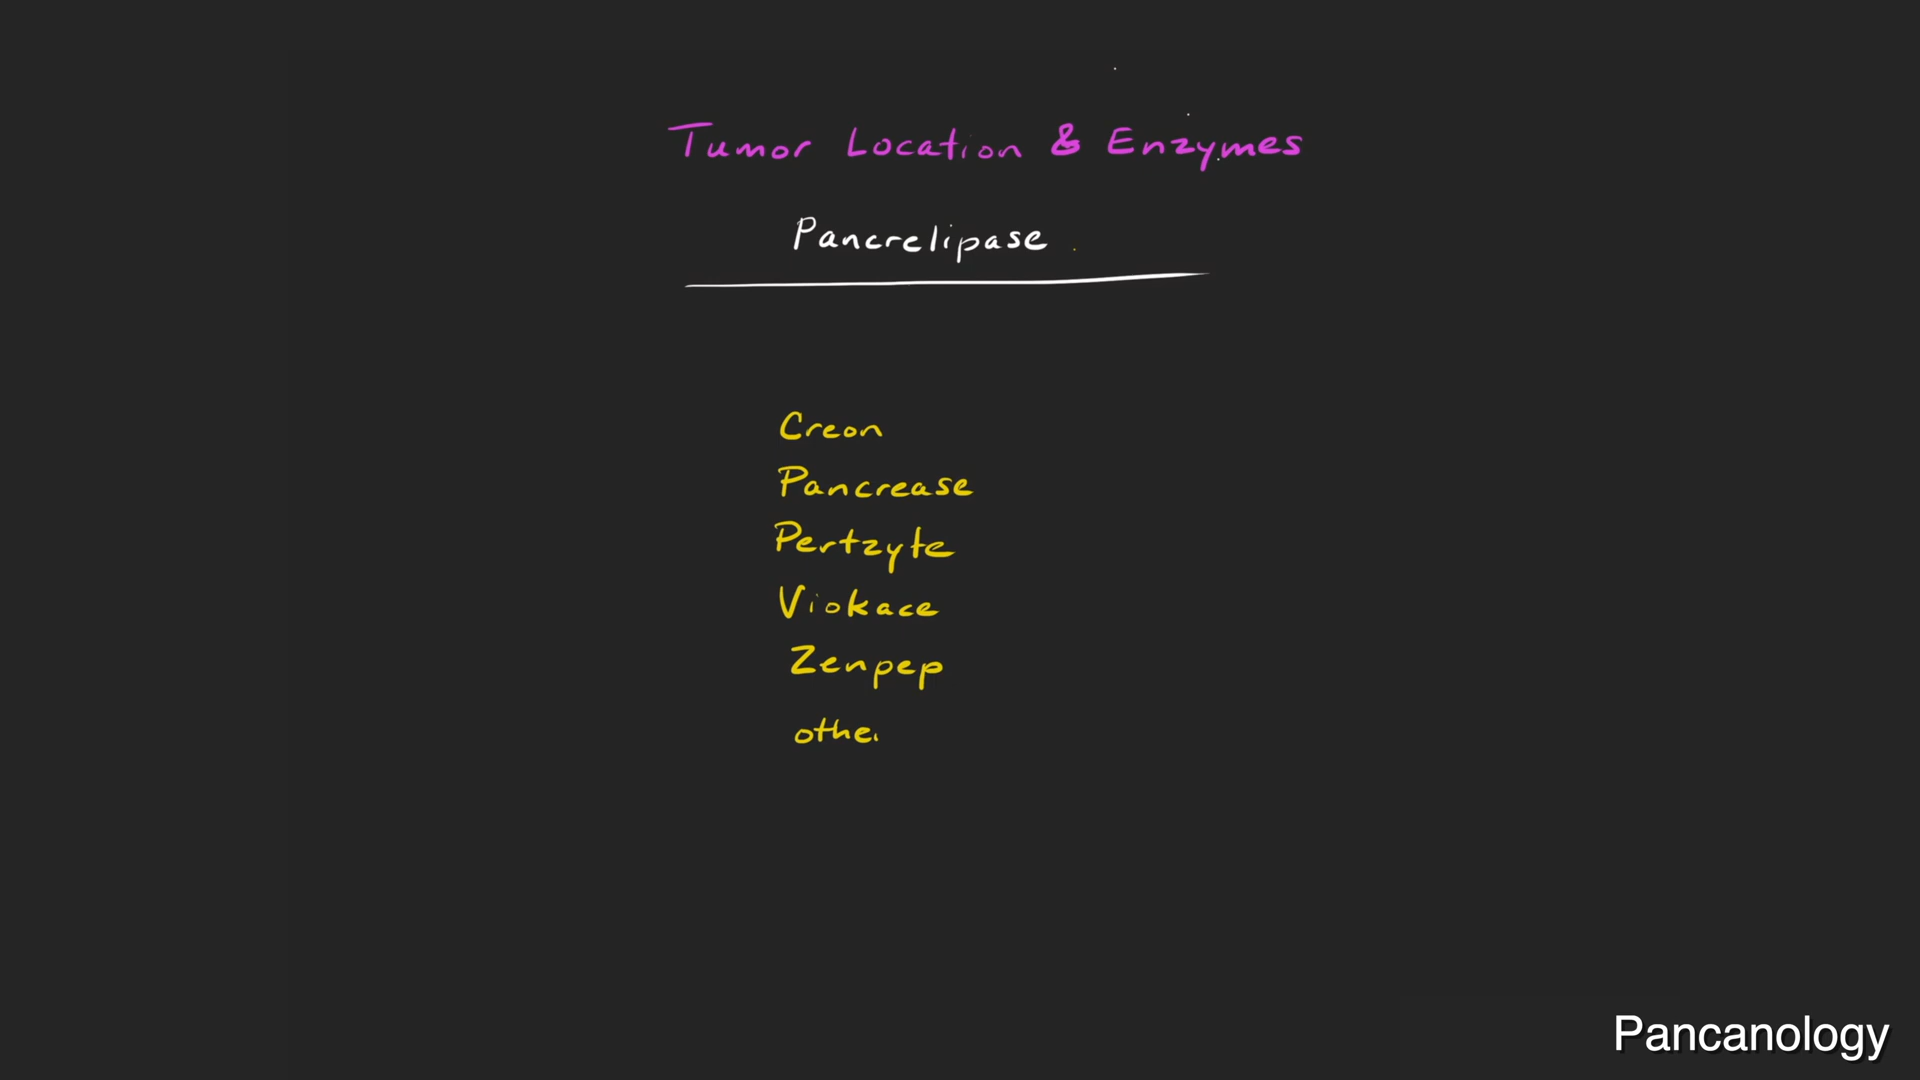 Tumor Location & Enzymes
Pancrelipase
Creon
Pancrease
Pertzyte
Viokace
Zenpep
othe
Pancanology